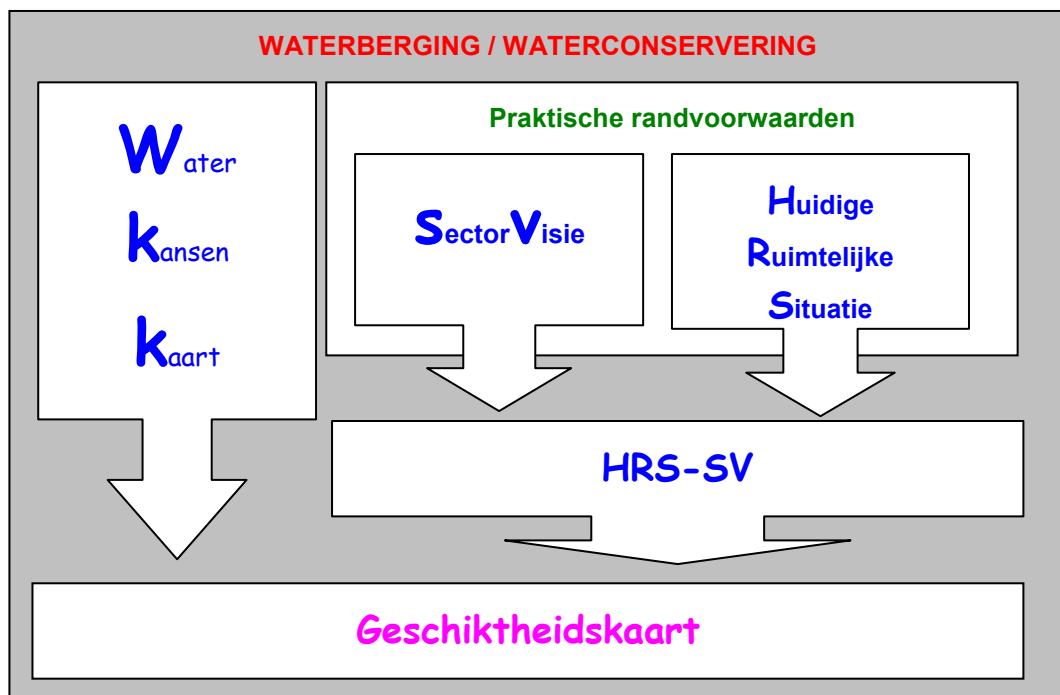 WATERBERGING / WATERCONSERVERING
Water
kansen
kaart
Praktische randvoorwaarden
SectorVisie
Huidige
Ruimtelijke
Situatie
HRS-SV
Geschiktheidskaart